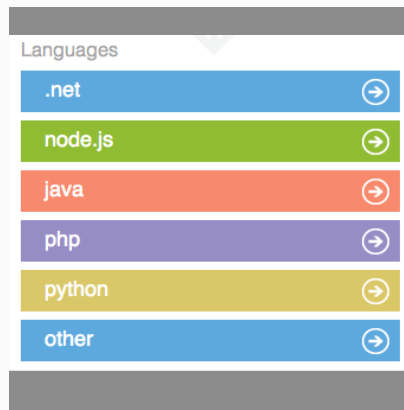 Languages
.net
node.js
java
php
python
other